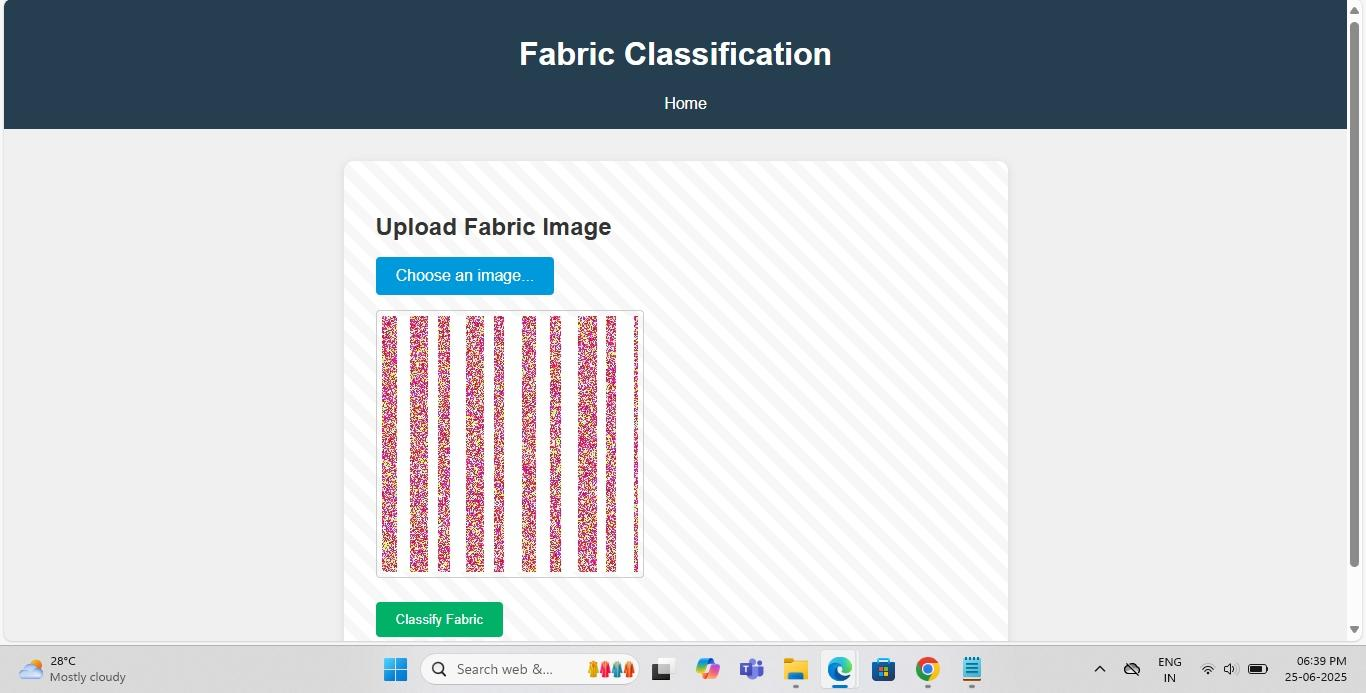 Fabric Classification
Home
Upload Fabric Image
Choose an image...
Classify Fabric
28°C
Mostly cloudy
Search web &...
ENG
IN
06:39 PM
25-06-2025